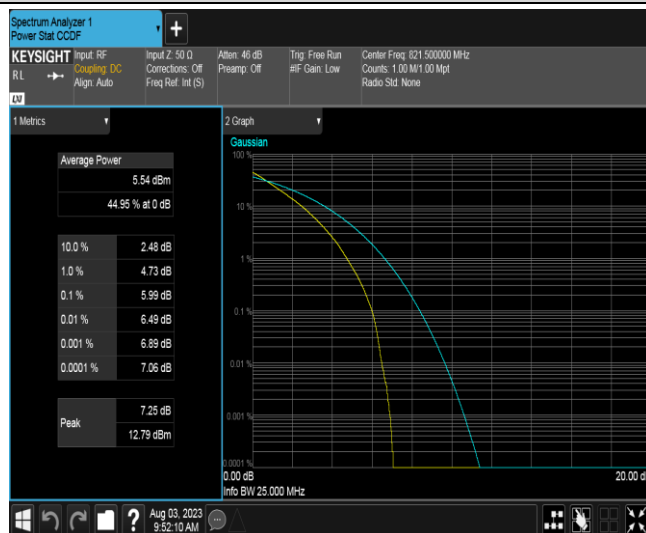 Spectrum Analyzer 1
Power Stat CCDF
+
KEYSIGHT
RL
LXI
Input: RF
Coupling: DC
Align: Auto
Input Z: 50 Ω
Corrections: Off
Freq Ref: Int (S)
Atten: 46 dB
Preamp: Off
Trig: Free Run
#IF Gain: Low
Center Freq: 821.500000 MHz
Counts: 1.00 M/1.00 Mpt
Radio Std: None
1 Metrics
Average Power
5.54 dBm
44.95 % at 0 dB
10.0 % 2.48 dB
1.0 % 4.73 dB
0.1 % 5.99 dB
0.01 % 6.49 dB
0.001 % 6.89 dB
0.0001 % 7.06 dB
Peak
7.25 dB
12.79 dBm
2 Graph
Gaussian
100 %
10 %
1 %
0.1 %
0.01 %
0.001 %
0.0001 %
0.00 dB
20.00 d
Info BW 25.000 MHz
?
Aug 03, 2023
9:52:10 AM